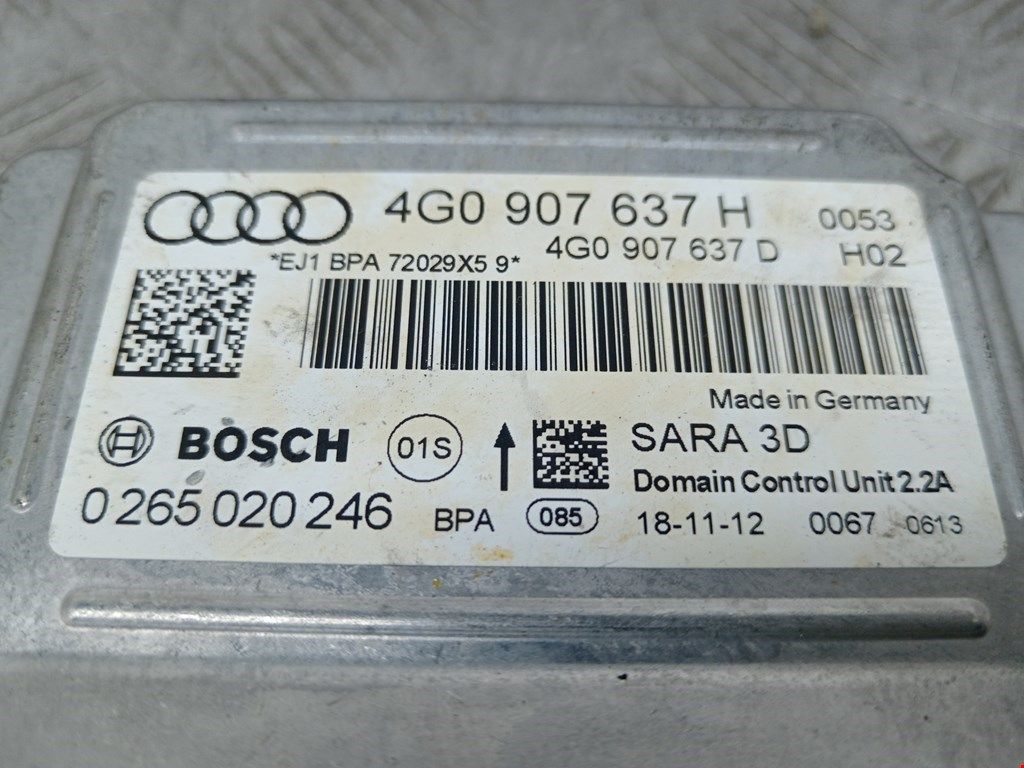 4G0 907 637 H 0053
4G0 907 637 D H02
*EJ1 BPA 72029X5 9*
Made in Germany
BOSCH 01S SARA 3D
Domain Control Unit 2.2A
0 265 020 246 BPA 085 18-11-12 0067 0613